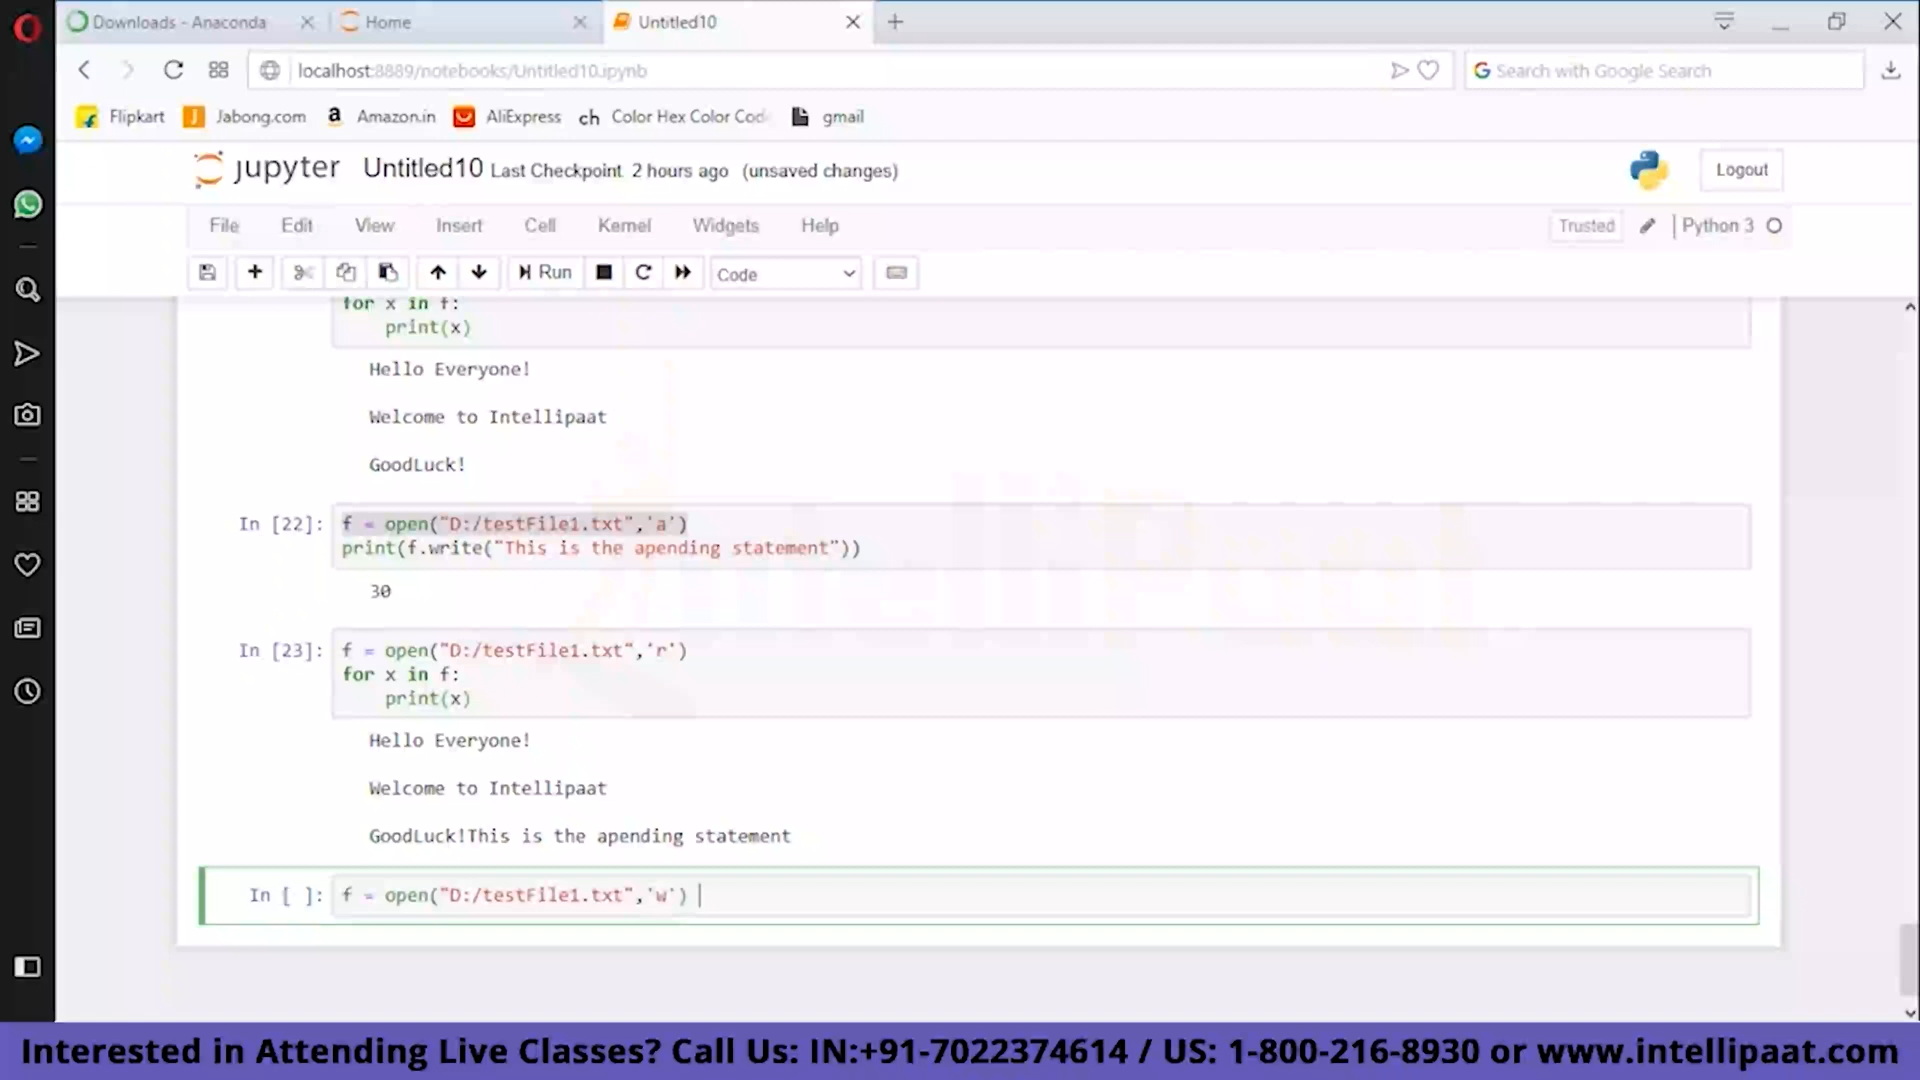 Downloads - Anaconda
Home
Untitled10
localhost:8889/notebooks/Untitled10.ipynb
Search with Google Search
Flipkart
Jabong.com
Amazon.in
AliExpress
ch Color Hex Color Cod
gmail
jupyter Untitled10 Last Checkpoint 2 hours ago (unsaved changes)
Logout
File Edit View Insert Cell Kernel Widgets Help
Trusted
Python 3
Run
Code
for x in f:
print(x)
Hello Everyone!
Welcome to Intellipaat
GoodLuck!
In [22]: f = open("D:/testFile1.txt",'a')
print(f.write("This is the apending statement"))
30
In [23]: f = open("D:/testFile1.txt",'r')
for x in f:
print(x)
Hello Everyone!
Welcome to Intellipaat
GoodLuck!This is the apending statement
In [ ]: f = open("D:/testFile1.txt",'w')
Interested in Attending Live Classes? Call Us: IN:+91-7022374614 / US: 1-800-216-8930 or www.intellipaat.com